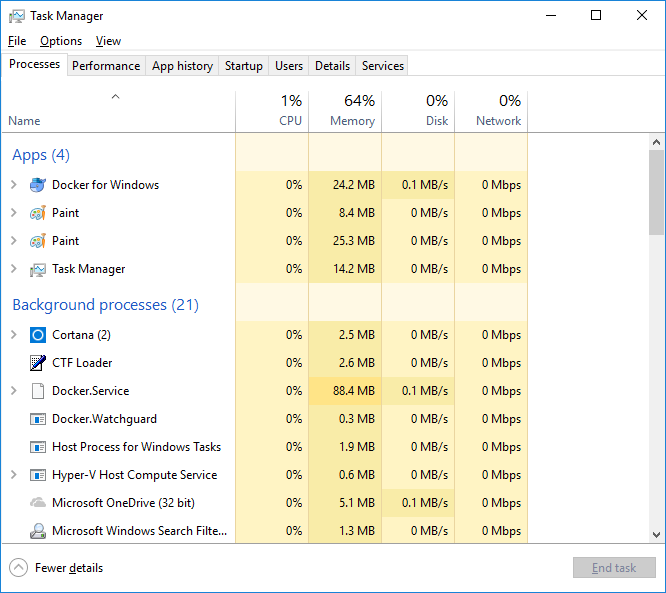 Task Manager
File Options View
Processes Performance App history Startup Users Details Services
1% 64% 0% 0%
Name CPU Memory Disk Network
Apps (4)
Docker for Windows 0% 24.2 MB 0.1 MB/s 0 Mbps
Paint 0% 8.4 MB 0 MB/s 0 Mbps
Paint 0% 25.3 MB 0 MB/s 0 Mbps
Task Manager 0% 14.2 MB 0 MB/s 0 Mbps
Background processes (21)
Cortana (2) 0% 2.5 MB 0 MB/s 0 Mbps
CTF Loader 0% 2.6 MB 0 MB/s 0 Mbps
Docker.Service 0% 88.4 MB 0.1 MB/s 0 Mbps
Docker.Watchguard 0% 0.3 MB 0 MB/s 0 Mbps
Host Process for Windows Tasks 0% 1.9 MB 0 MB/s 0 Mbps
Hyper-V Host Compute Service 0% 0.6 MB 0 MB/s 0 Mbps
Microsoft OneDrive (32 bit) 0% 5.1 MB 0.1 MB/s 0 Mbps
Microsoft Windows Search Filte... 0% 1.3 MB 0 MB/s 0 Mbps
Fewer details End task